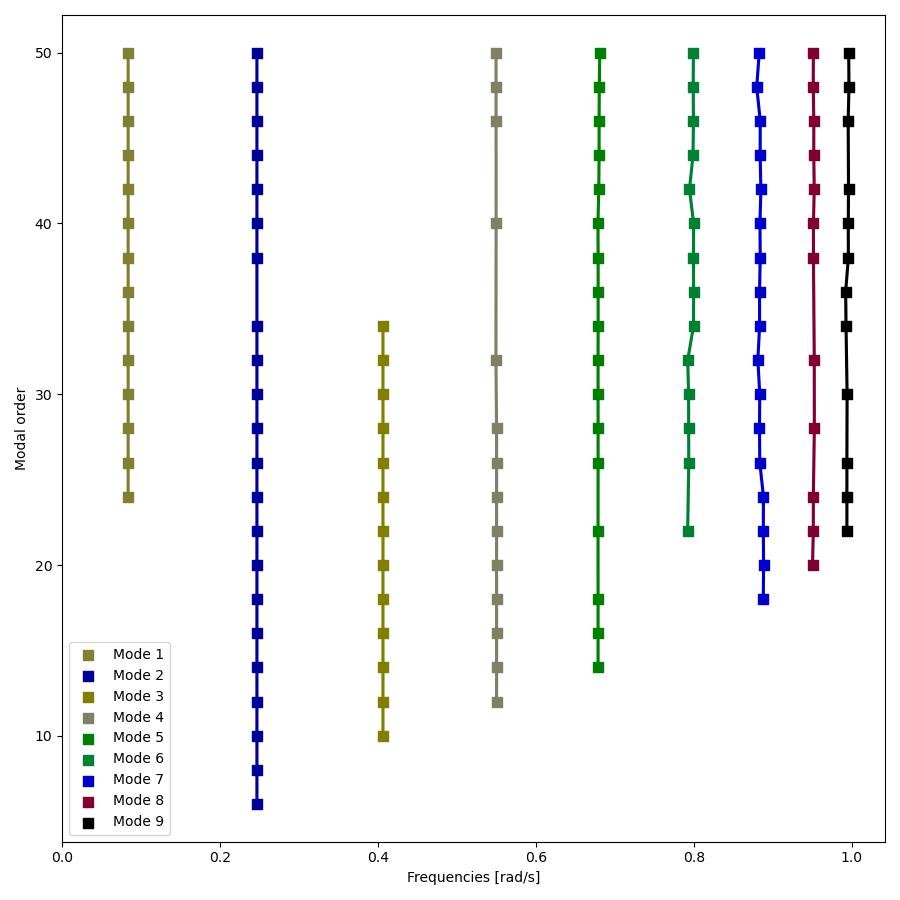 50
40
30
20
10
Modal order
Mode 1
Mode 2
Mode 3
Mode 4
Mode 5
Mode 6
Mode 7
Mode 8
Mode 9
0.0 0.2 0.4 0.6 0.8 1.0
Frequencies [rad/s]